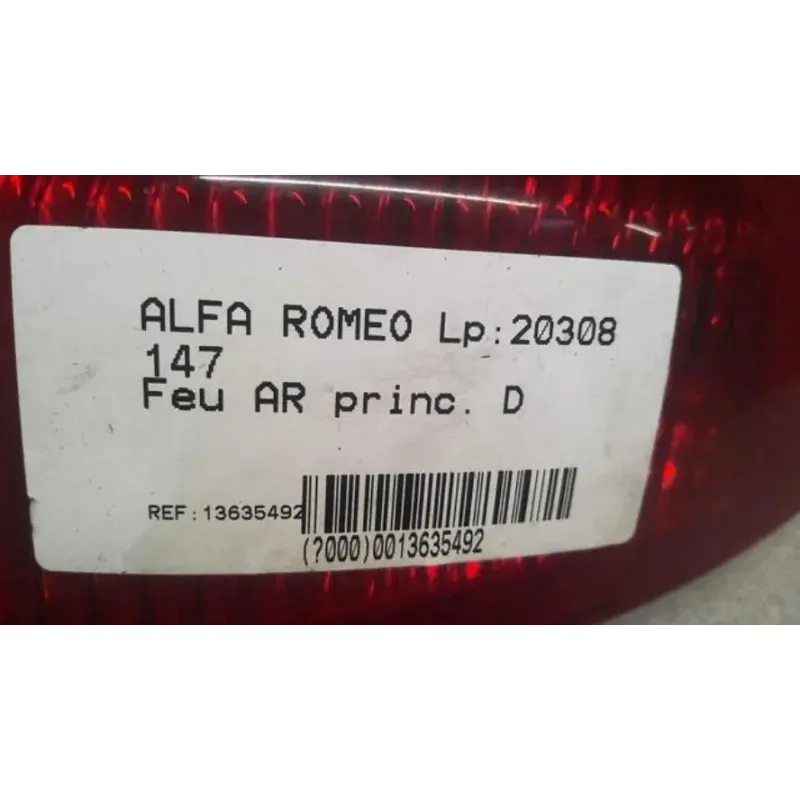 ALFA ROMEO Lp:20308
147
Feu AR princ. D
REF:13635492
(?000)0013635492